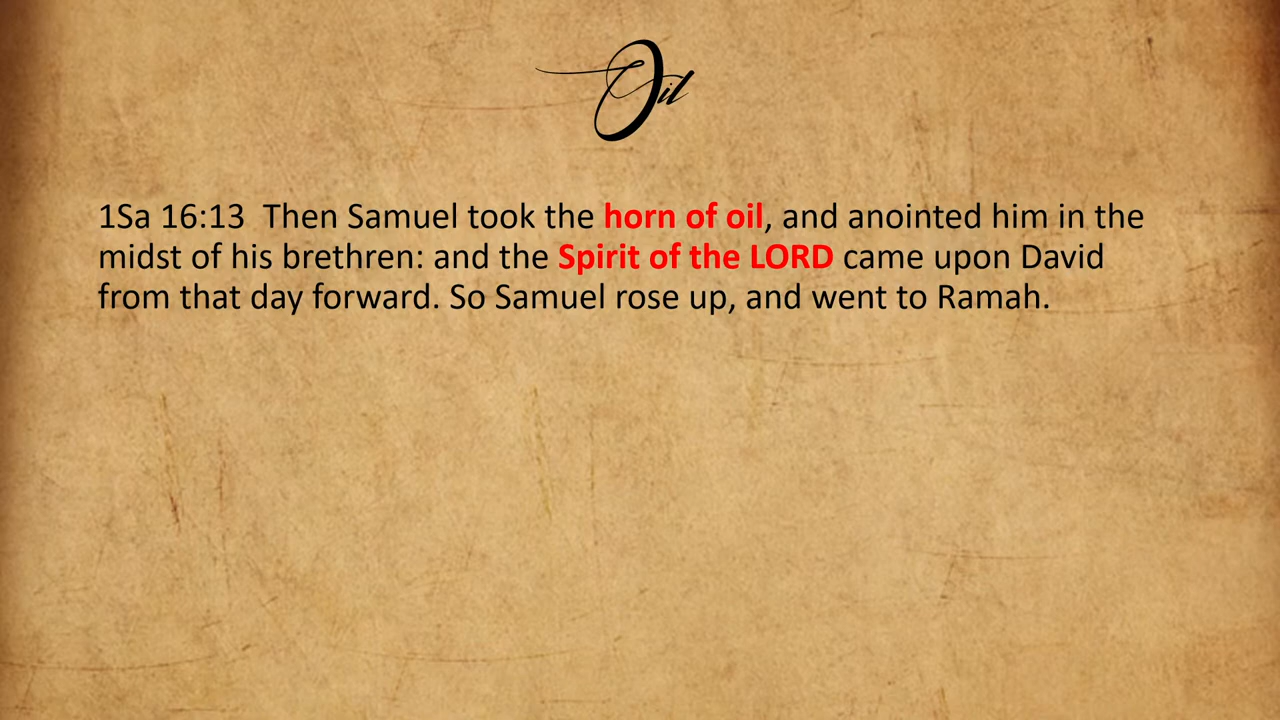 Oil
1Sa 16:13  Then Samuel took the horn of oil, and anointed him in the
midst of his brethren: and the Spirit of the LORD came upon David
from that day forward. So Samuel rose up, and went to Ramah.